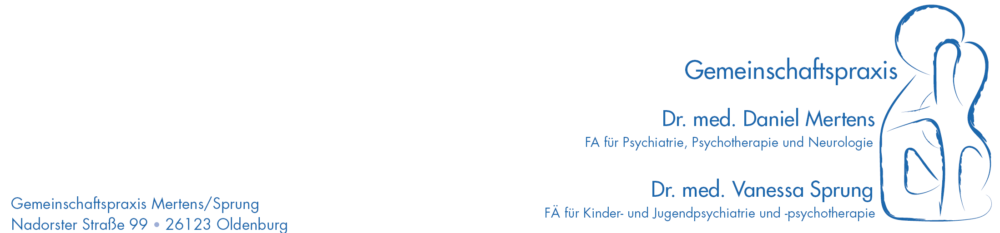 Gemeinschaftspraxis
Dr. med. Daniel Mertens
FA für Psychiatrie, Psychotherapie und Neurologie
Dr. med. Vanessa Sprung
FÄ für Kinder- und Jugendpsychiatrie und -psychotherapie
Gemeinschaftspraxis Mertens/Sprung
Nadorster Straße 99 • 26123 Oldenburg